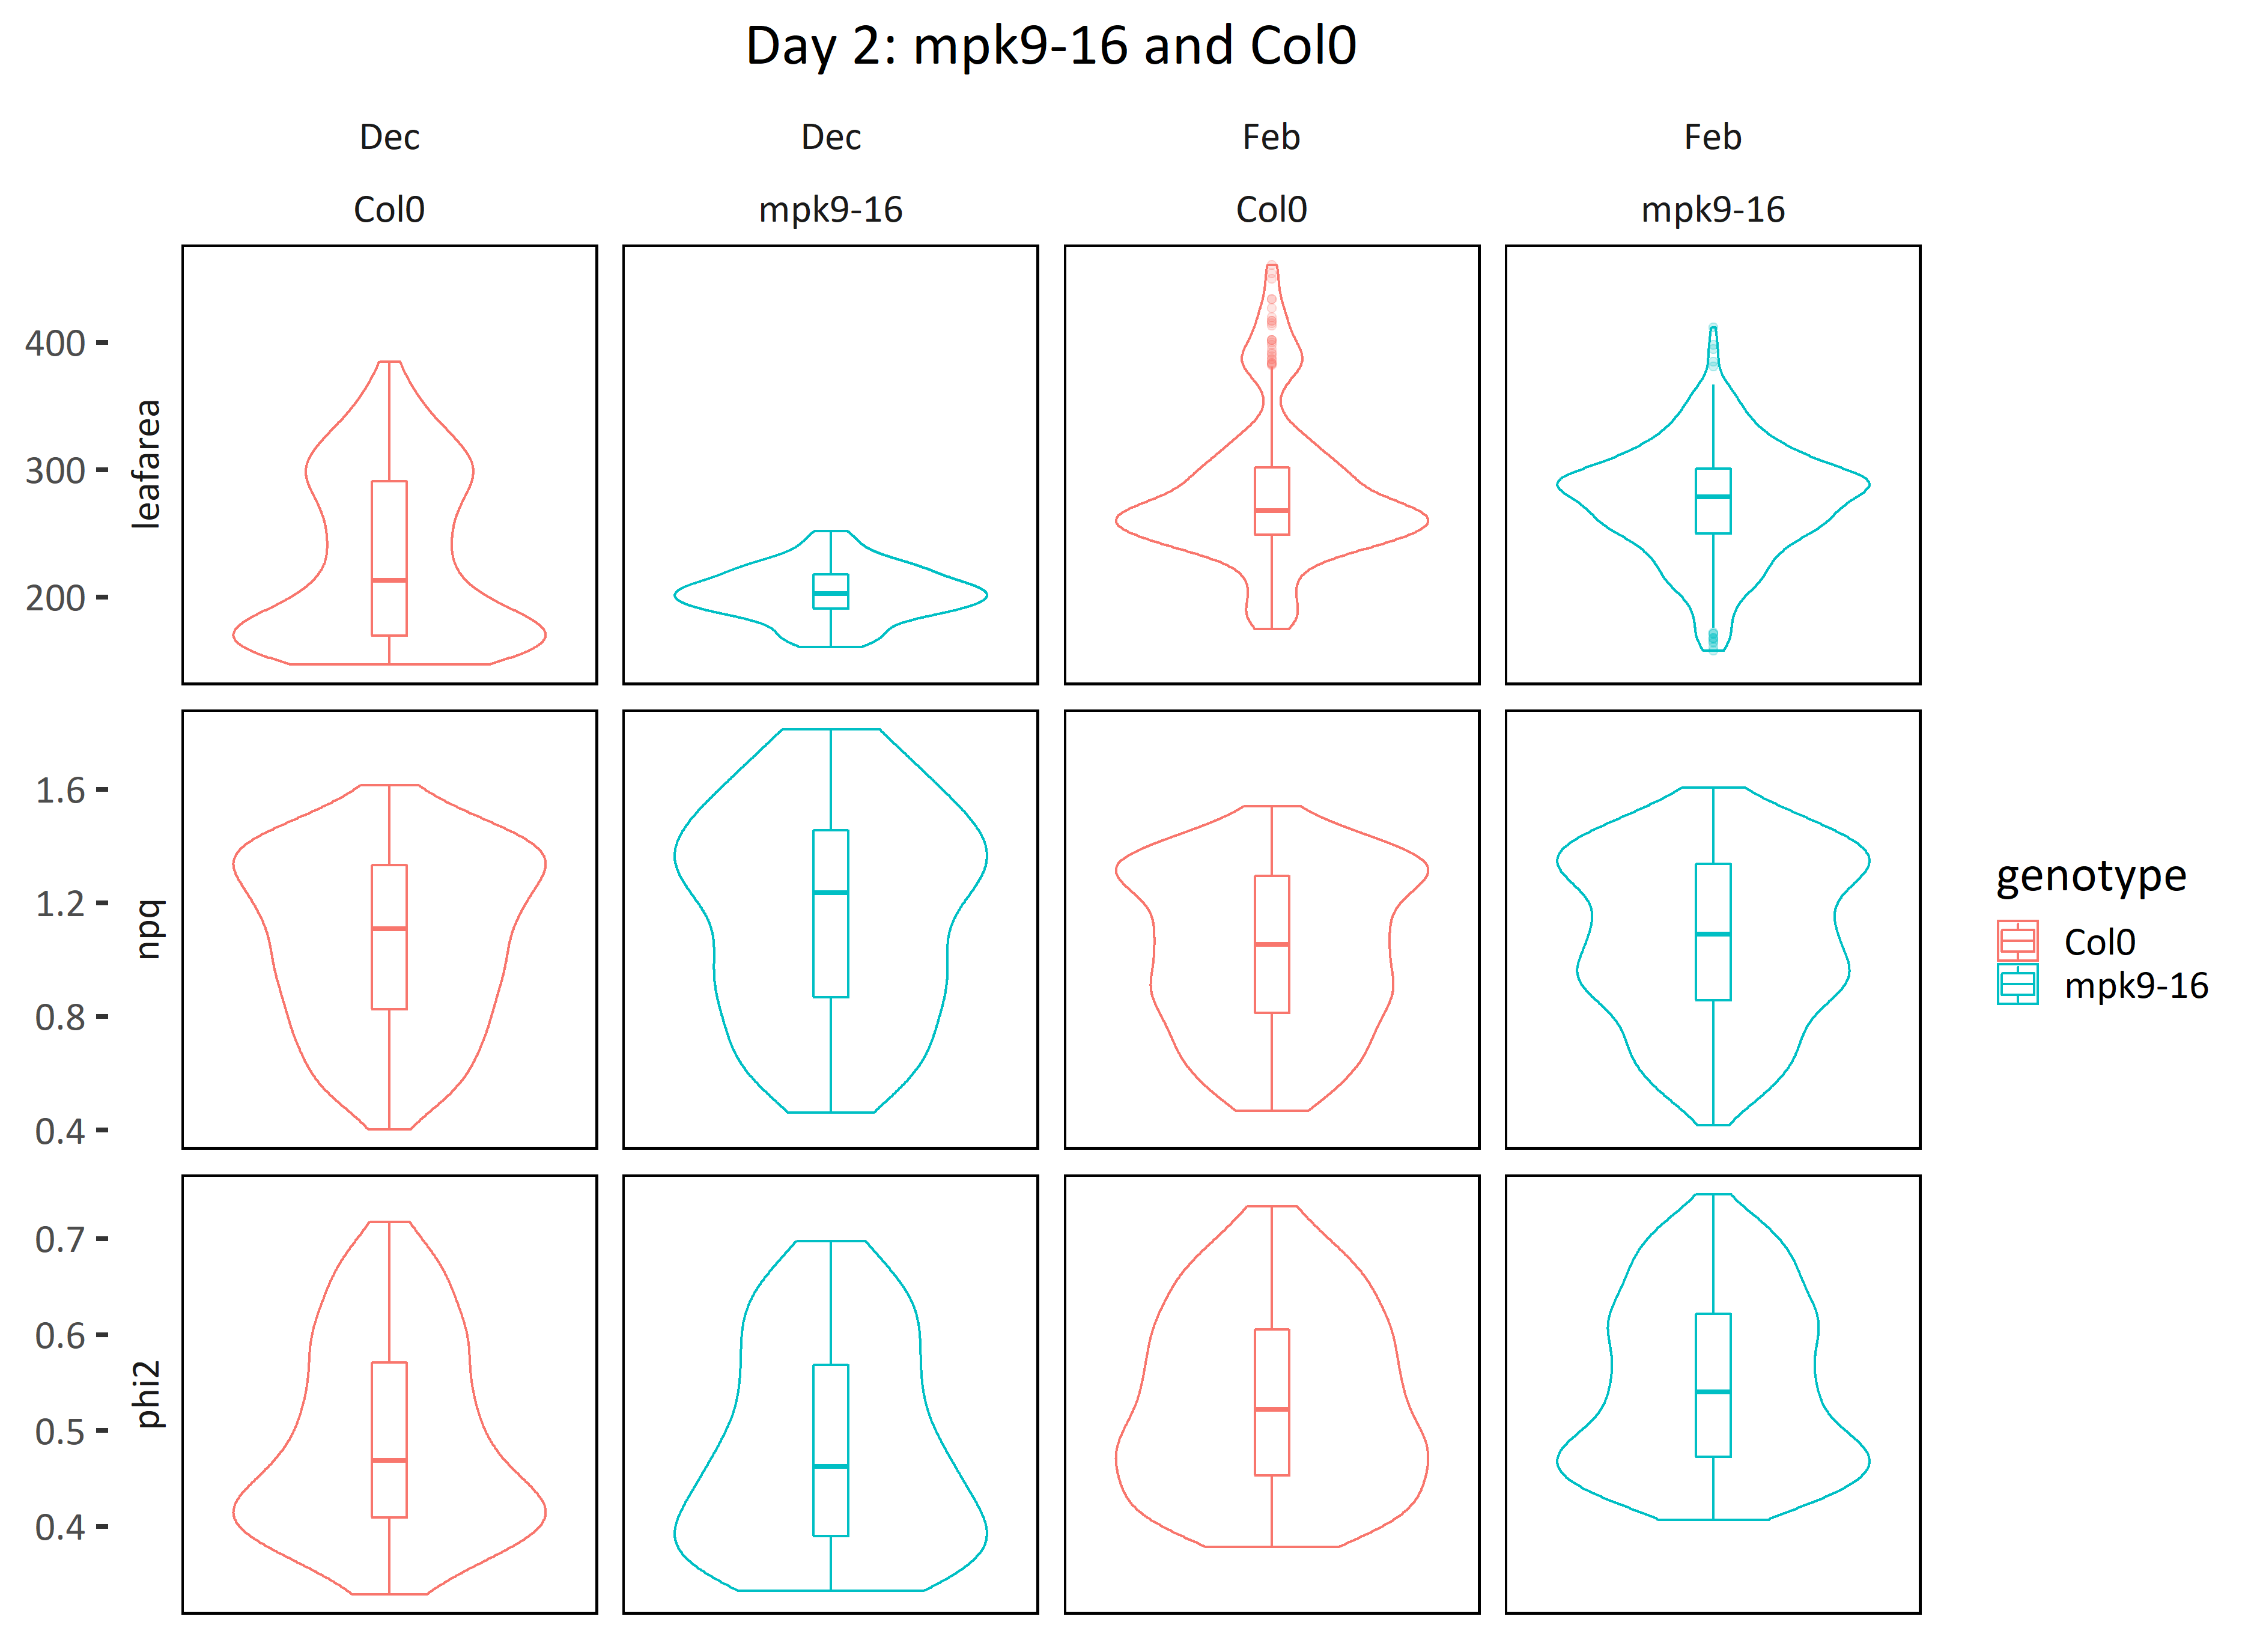 Day 2: mpk9-16 and Col0
Dec Dec Feb Feb
Col0 mpk9-16 Col0 mpk9-16
400
300
200
leafarea
1.6
1.2
0.8
0.4
npq
0.7
0.6
0.5
0.4
phi2
genotype
Col0
mpk9-16